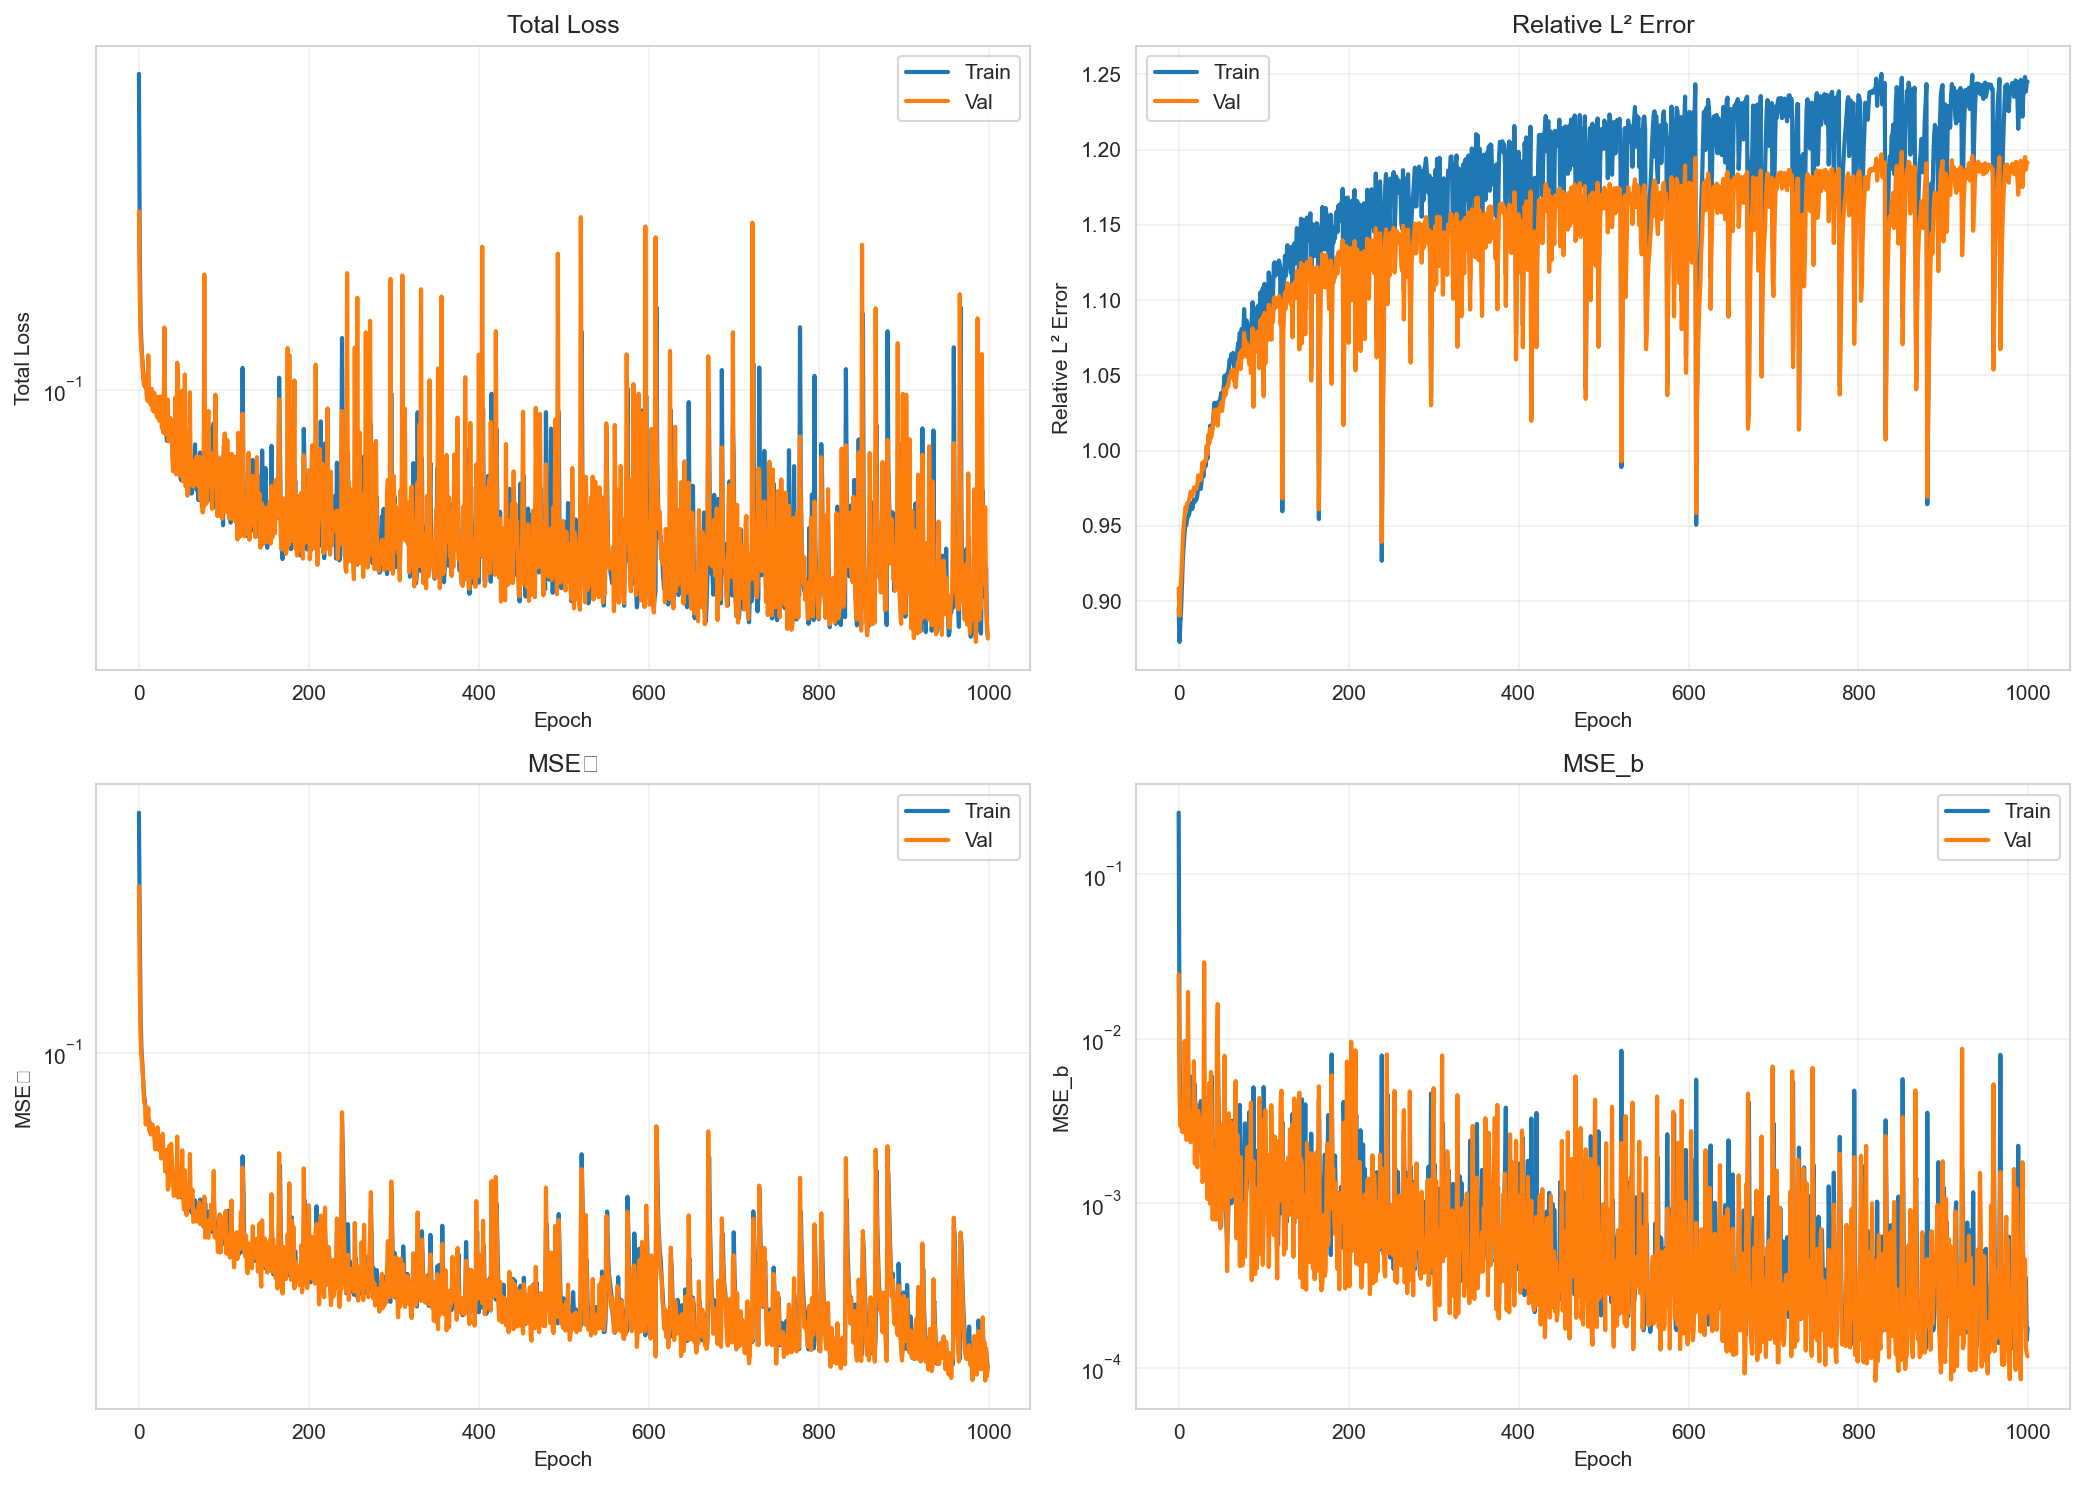 Total Loss
Total Loss
10⁻¹
Train
Val
0 200 400 600 800 1000
Epoch
Relative L² Error
Relative L² Error
1.25
1.20
1.15
1.10
1.05
1.00
0.95
0.90
Train
Val
0 200 400 600 800 1000
Epoch
MSE□
MSE□
10⁻¹
Train
Val
0 200 400 600 800 1000
Epoch
MSE_b
MSE_b
10⁻¹
10⁻²
10⁻³
10⁻⁴
Train
Val
0 200 400 600 800 1000
Epoch